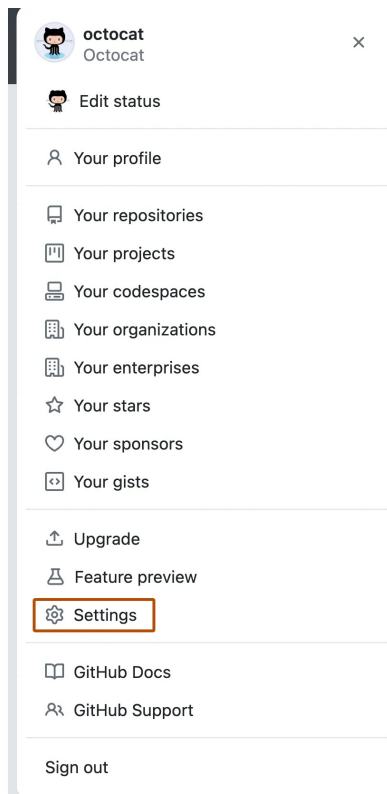 octocat
Octocat
Edit status
Your profile
Your repositories
Your projects
Your codespaces
Your organizations
Your enterprises
Your stars
Your sponsors
Your gists
Upgrade
Feature preview
Settings
GitHub Docs
GitHub Support
Sign out